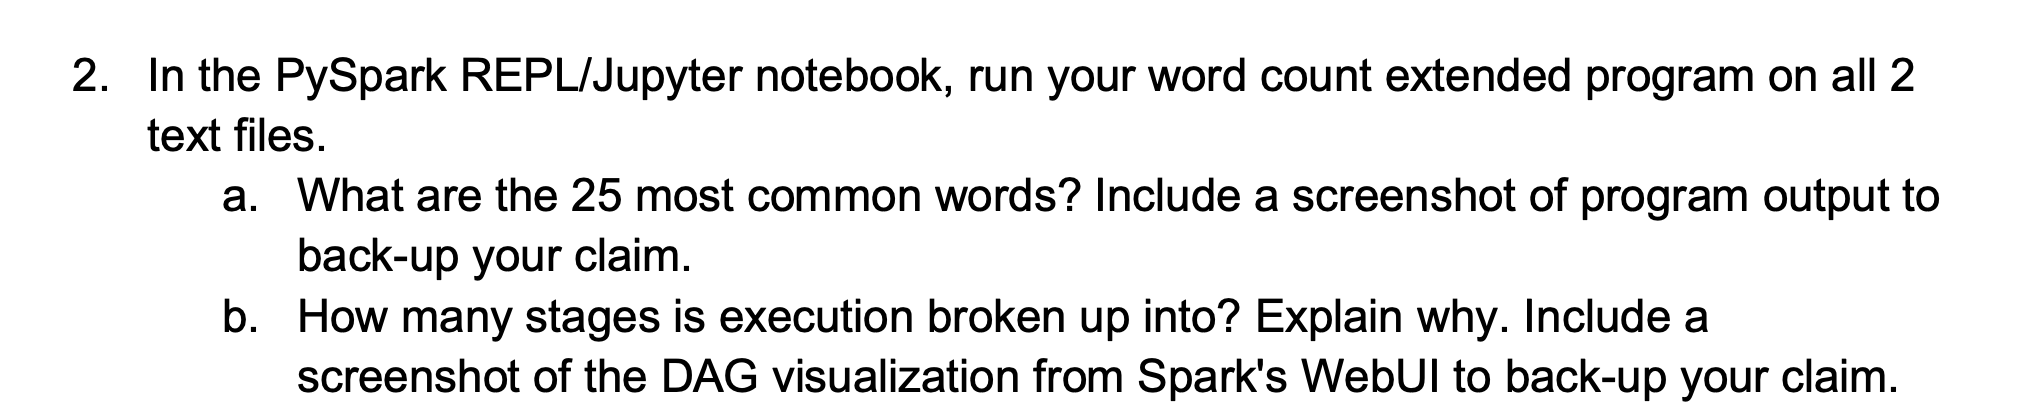 2. In the PySpark REPL/Jupyter notebook, run your word count extended program on all 2
text files.
a. What are the 25 most common words? Include a screenshot of program output to
back-up your claim.
b. How many stages is execution broken up into? Explain why. Include a
screenshot of the DAG visualization from Spark's WebUI to back-up your claim.